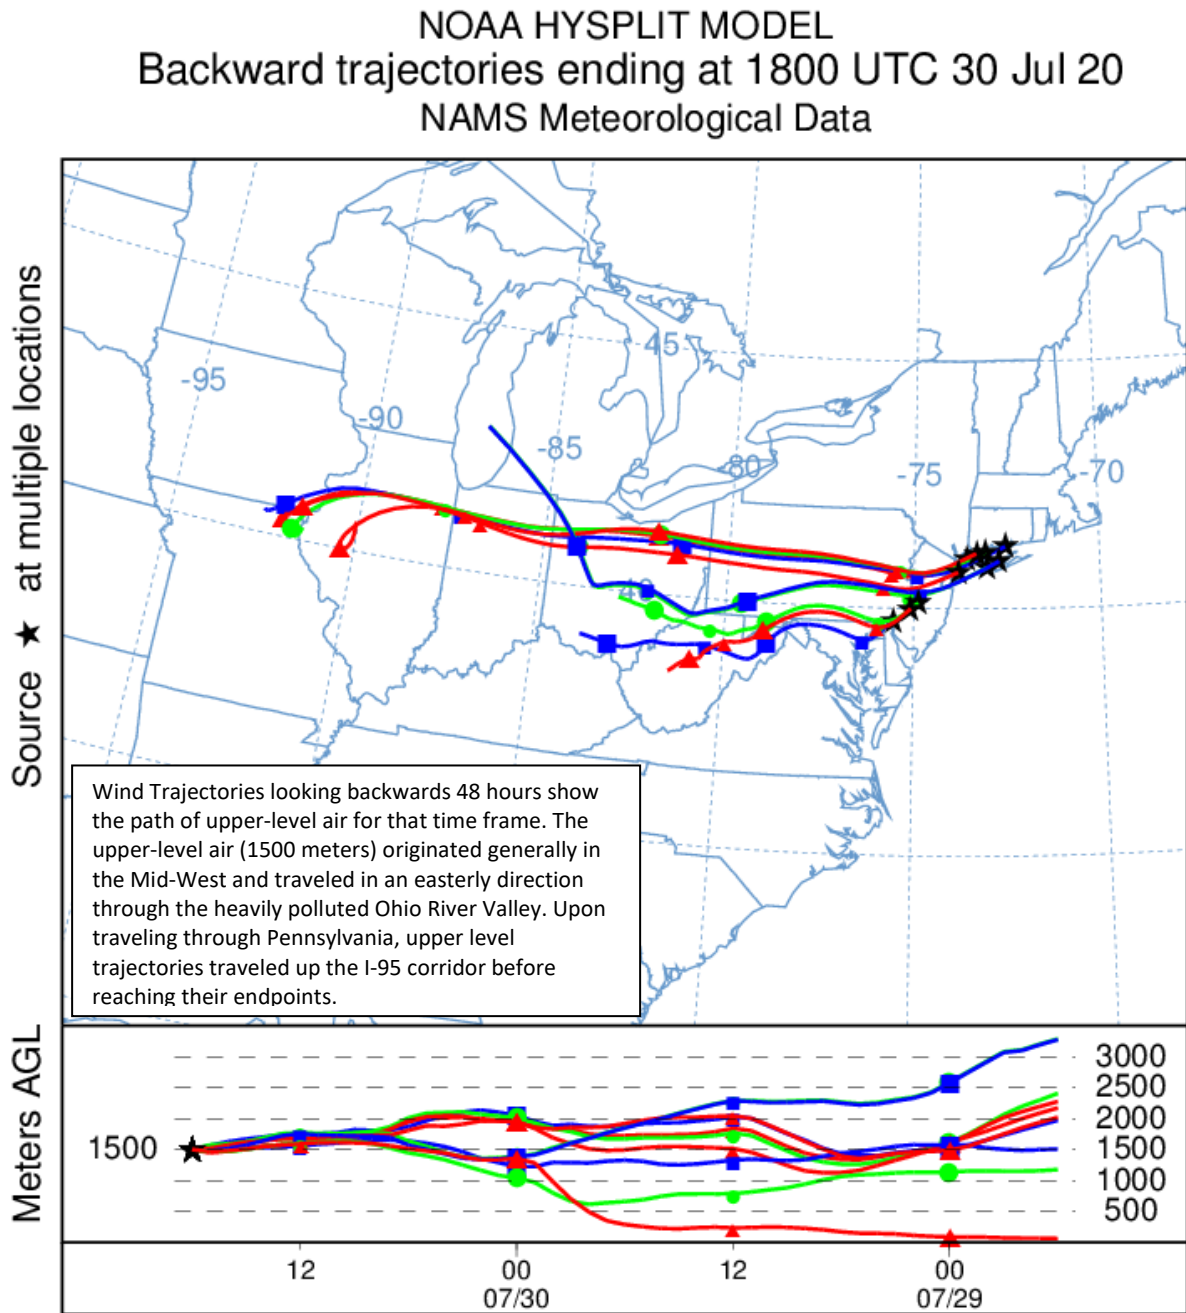 NOAA HYSPLIT MODEL
Backward trajectories ending at 1800 UTC 30 Jul 20
NAMS Meteorological Data
Source ★ at multiple locations
45
-95
-90
-85
-80
-75
-70
40
Wind Trajectories looking backwards 48 hours show
the path of upper-level air for that time frame. The
upper-level air (1500 meters) originated generally in
the Mid-West and traveled in an easterly direction
through the heavily polluted Ohio River Valley. Upon
traveling through Pennsylvania, upper level
trajectories traveled up the I-95 corridor before
reaching their endpoints.
Meters AGL
1500
3000
2500
2000
1500
1000
500
12 00 12 00
07/30 07/29